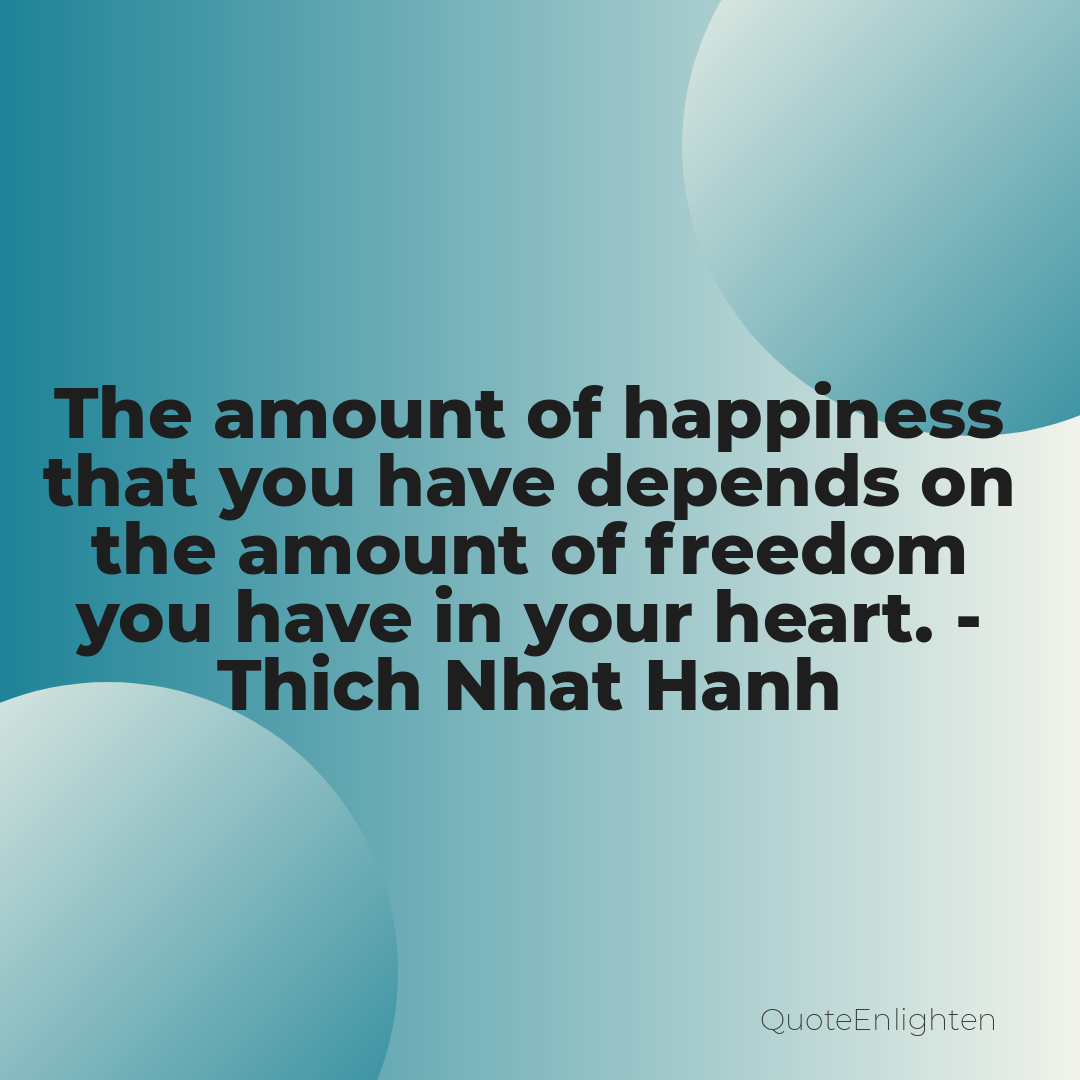 The amount of happiness
that you have depends on
the amount of freedom
you have in your heart. -
Thich Nhat Hanh
QuoteEnlighten